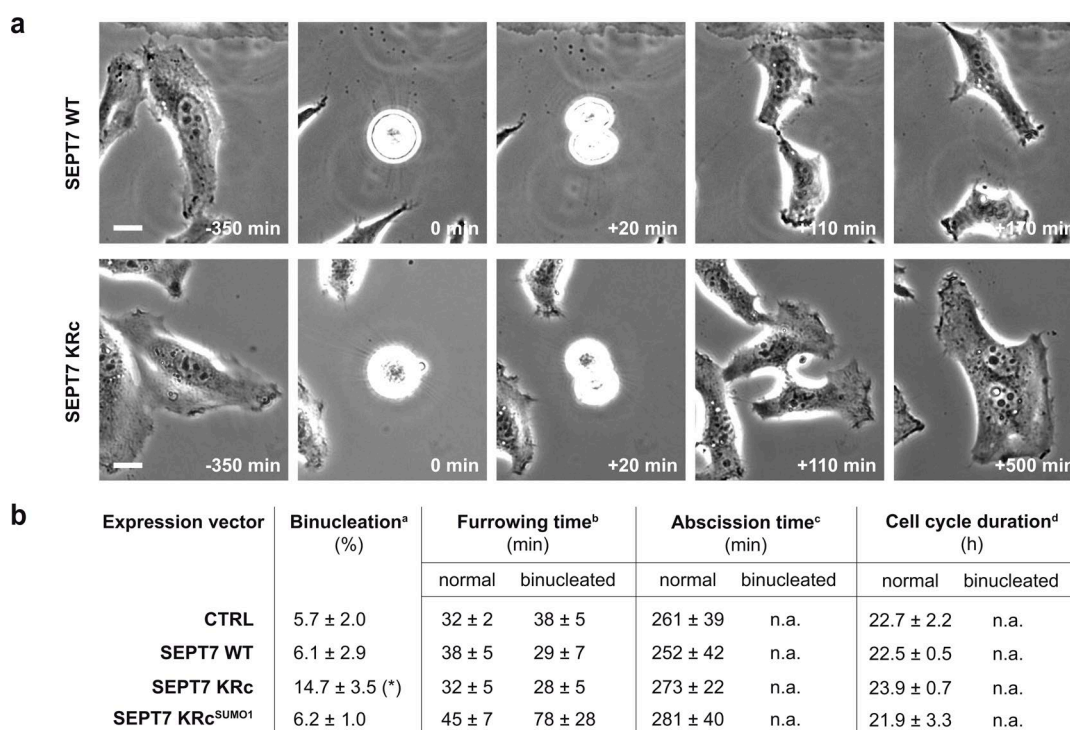 a
SEPT7 WT
-350 min
0 min
+20 min
+110 min
+170 min
SEPT7 KRc
-350 min
0 min
+20 min
+110 min
+500 min
b
Expression vector Binucleationᵃ Furrowing timeᵇ Abscission timeᶜ Cell cycle durationᵈ
(%) (min) (min) (h)
normal binucleated normal binucleated normal binucleated
CTRL 5.7 ± 2.0 32 ± 2 38 ± 5 261 ± 39 n.a. 22.7 ± 2.2 n.a.
SEPT7 WT 6.1 ± 2.9 38 ± 5 29 ± 7 252 ± 42 n.a. 22.5 ± 0.5 n.a.
SEPT7 KRc 14.7 ± 3.5 (*) 32 ± 5 28 ± 5 273 ± 22 n.a. 23.9 ± 0.7 n.a.
SEPT7 KRcSUMO1 6.2 ± 1.0 45 ± 7 78 ± 28 281 ± 40 n.a. 21.9 ± 3.3 n.a.